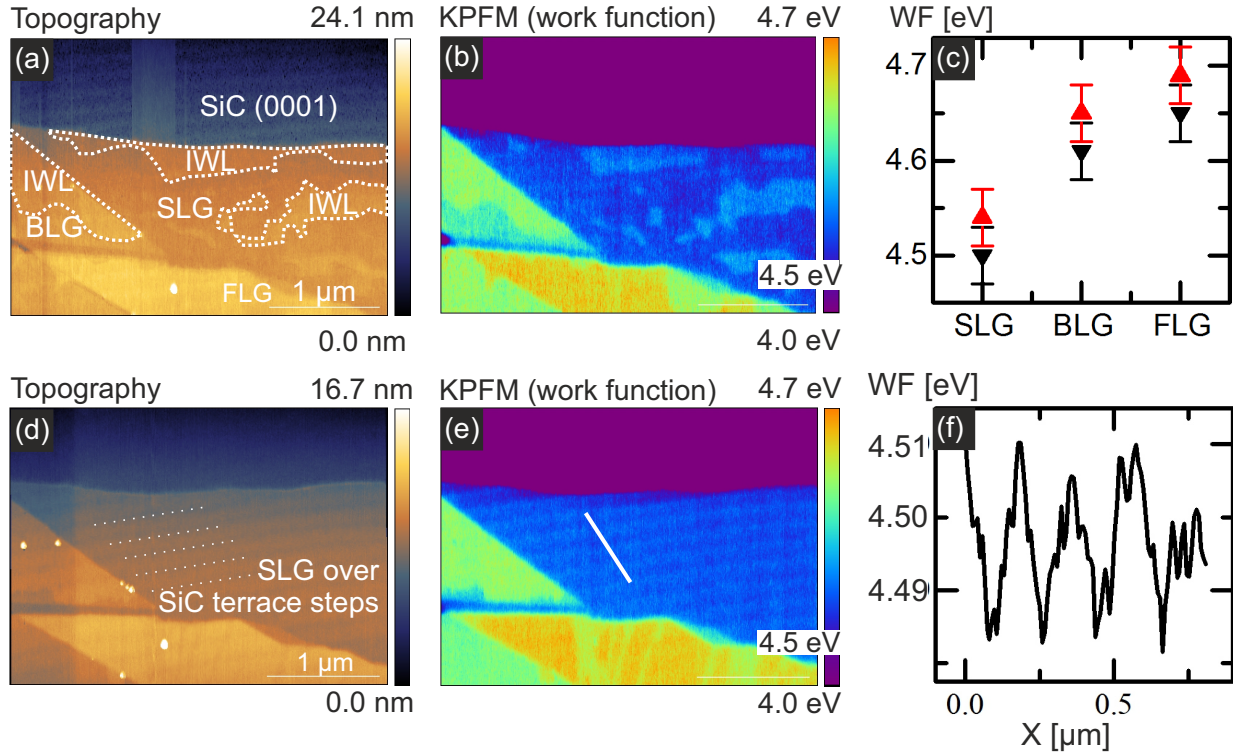 Topography 24.1 nm
(a)
SiC (0001)
IWL
IWL
SLG
IWL
BLG
FLG
1 µm
0.0 nm
KPFM (work function) 4.7 eV
(b)
4.5 eV
4.0 eV
WF [eV]
(c)
4.7
4.6
4.5
SLG BLG FLG
Topography 16.7 nm
(d)
SLG over
SiC terrace steps
1 µm
0.0 nm
KPFM (work function) 4.7 eV
(e)
4.5 eV
4.0 eV
WF [eV]
(f)
4.51
4.50
4.49
0.0 0.5
X [µm]